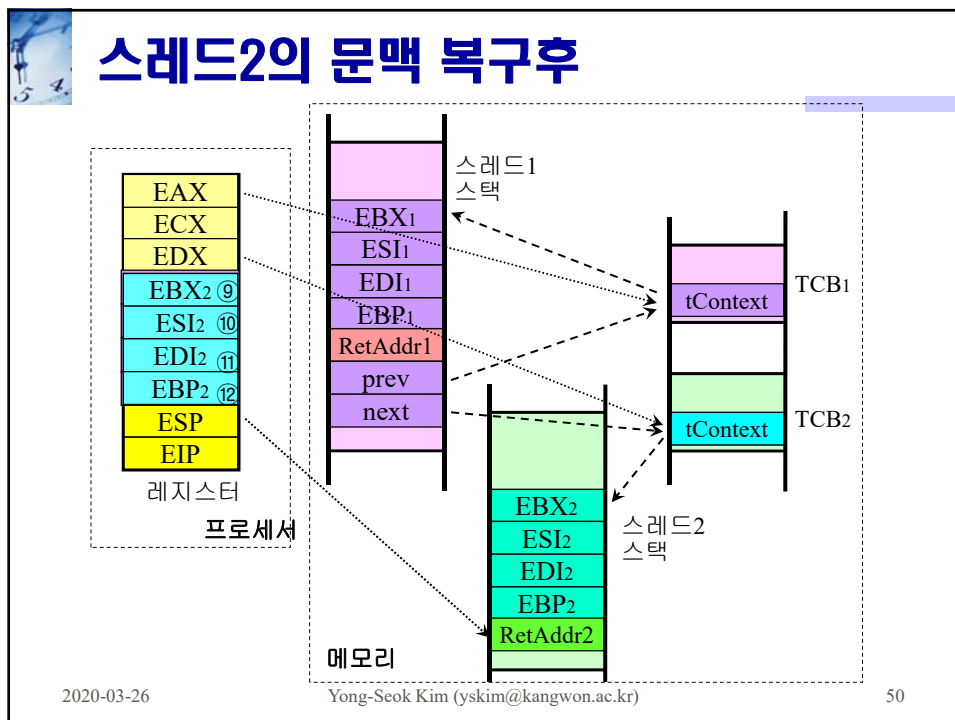 스레드2의 문맥 복구후
EAX
ECX
EDX
EBX2 ⑨
ESI2 ⑩
EDI2 ⑪
EBP2 ⑫
ESP
EIP
레지스터
프로세서
EBX1
ESI1
EDI1
EBP1
RetAddr1
prev
next
스레드1
스택
tContext
TCB1
tContext
TCB2
EBX2
ESI2
EDI2
EBP2
RetAddr2
스레드2
스택
메모리
2020-03-26
Yong-Seok Kim (yskim@kangwon.ac.kr)
50
5 4